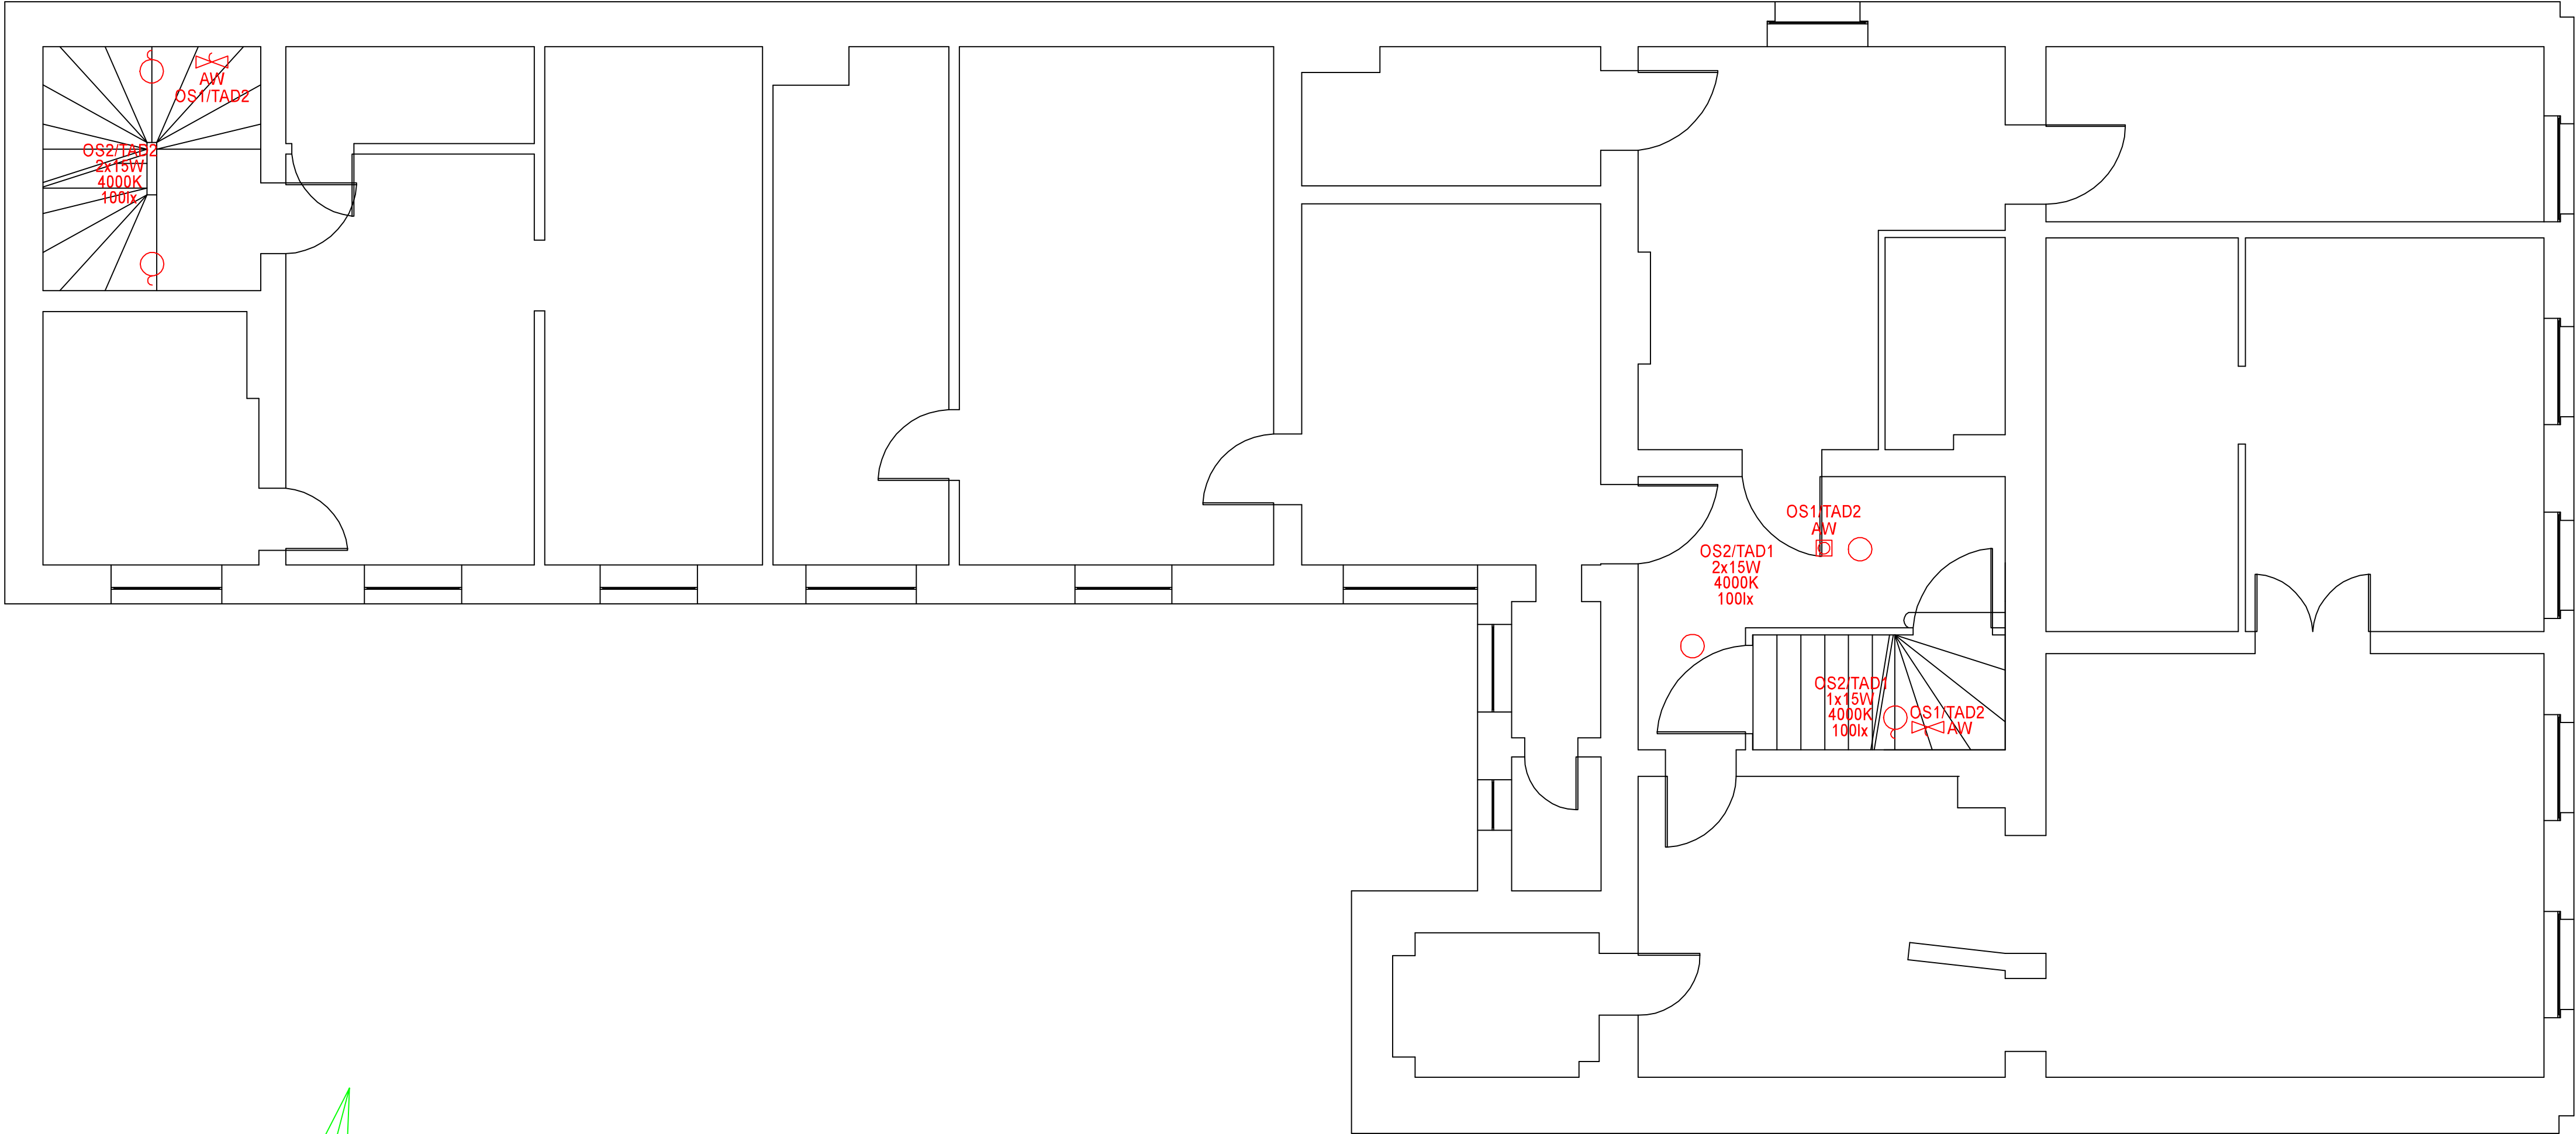 AW
OS1/TAD2
OS2/TAD2
2x15W
4000K
100lx
OS1/TAD2
AW
OS2/TAD1
2x15W
4000K
100lx
OS2/TAD1
1x15W
4000K
100lx
OS1/TAD2
AW